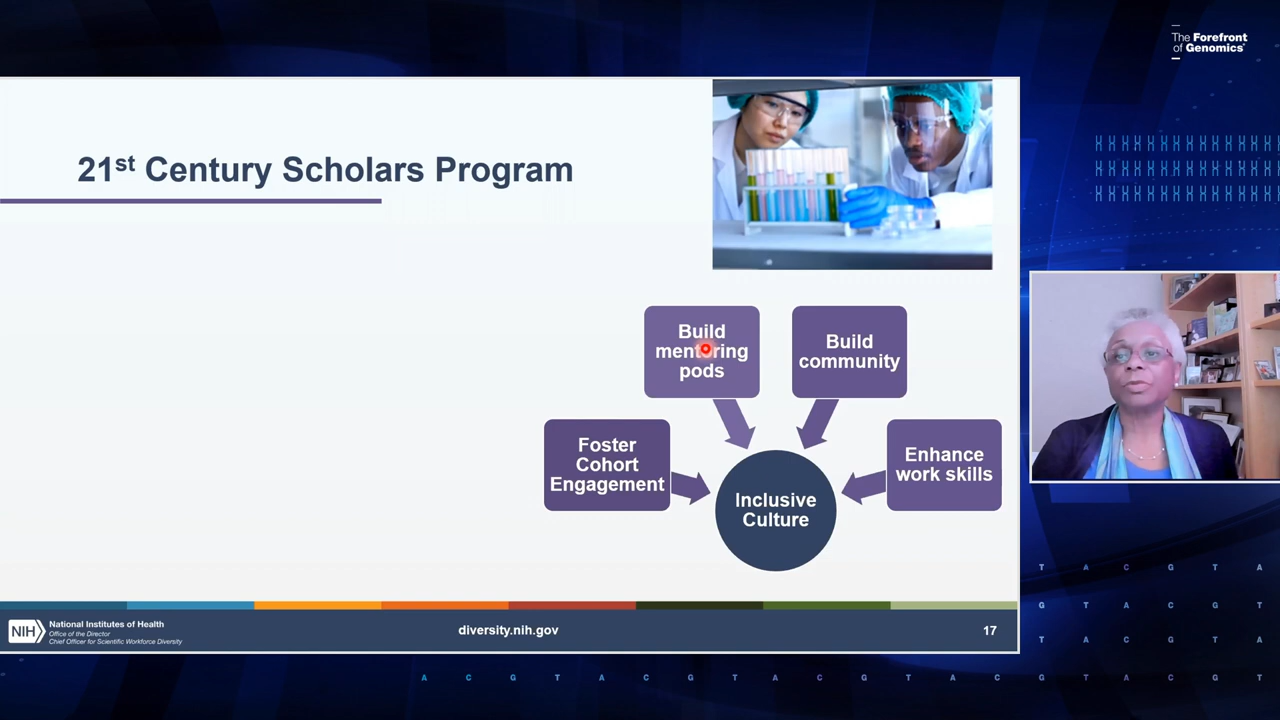 The Forefront
of Genomics®
21st Century Scholars Program
Build
mentoring
pods
Build
community
Foster
Cohort
Engagement
Enhance
work skills
Inclusive
Culture
NIH
National Institutes of Health
Office of the Director
Chief Officer for Scientific Workforce Diversity
diversity.nih.gov
17
T A C G T A
G T A C G T
T A C G T A
A C G T A C G T A C G T A C G T A C G T